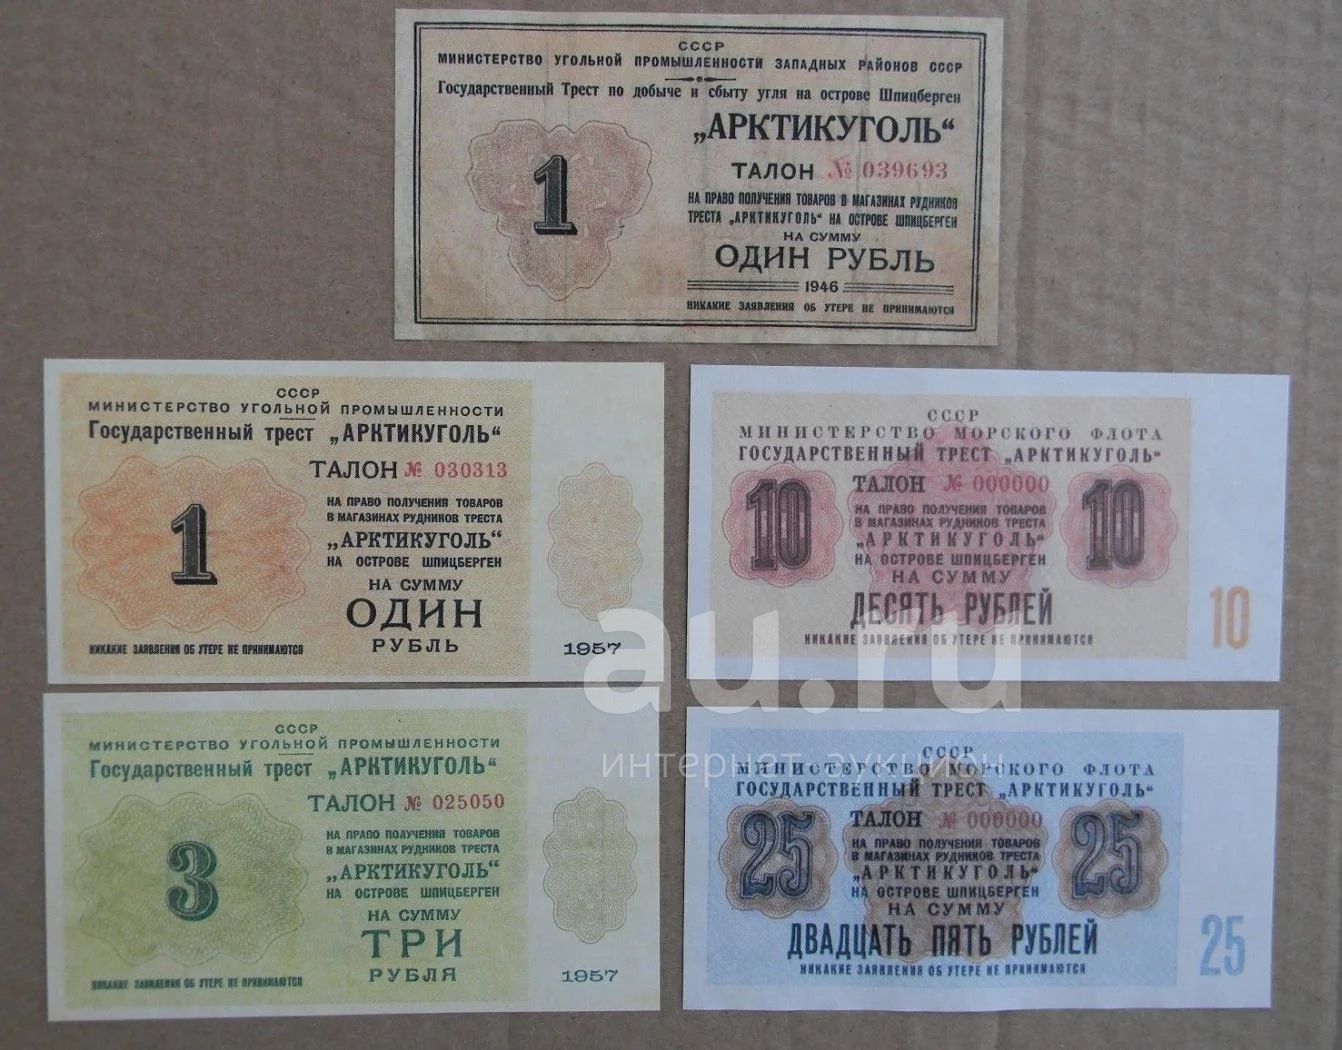 СССР
МИНИСТЕРСТВО УГОЛЬНОЙ ПРОМЫШЛЕННОСТИ ЗАПАДНЫХ РАЙОНОВ СССР
Государственный Трест по добыче и сбыту угля на острове Шпицберген
„АРКТИКУГОЛЬ“
ТАЛОН № 039693
1
НА ПРАВО ПОЛУЧЕНИЯ ТОВАРОВ В МАГАЗИНАХ РУДНИКОВ
ТРЕСТА „АРКТИКУГОЛЬ“ НА ОСТРОВЕ ШПИЦБЕРГЕН
НА СУММУ
ОДИН РУБЛЬ
1946
НИКАКИЕ ЗАЯВЛЕНИЯ ОБ УТЕРЕ НЕ ПРИНИМАЮТСЯ
СССР
МИНИСТЕРСТВО УГОЛЬНОЙ ПРОМЫШЛЕННОСТИ
Государственный трест „АРКТИКУГОЛЬ“
ТАЛОН № 030313
НА ПРАВО ПОЛУЧЕНИЯ ТОВАРОВ
В МАГАЗИНАХ РУДНИКОВ ТРЕСТА
1
„АРКТИКУГОЛЬ“
НА ОСТРОВЕ ШПИЦБЕРГЕН
НА СУММУ
ОДИН
РУБЛЬ
НИКАКИЕ ЗАЯВЛЕНИЯ ОБ УТЕРЕ НЕ ПРИНИМАЮТСЯ
1957
СССР
МИНИСТЕРСТВО МОРСКОГО ФЛОТА
ГОСУДАРСТВЕННЫЙ ТРЕСТ „АРКТИКУГОЛЬ“
ТАЛОН № 000000
10
НА ПРАВО ПОЛУЧЕНИЯ ТОВАРОВ
В МАГАЗИНАХ РУДНИКОВ ТРЕСТА
„АРКТИКУГОЛЬ“
НА ОСТРОВЕ ШПИЦБЕРГЕН
10
НА СУММУ
ДЕСЯТЬ РУБЛЕЙ
НИКАКИЕ ЗАЯВЛЕНИЯ ОБ УТЕРЕ НЕ ПРИНИМАЮТСЯ
10
СССР
МИНИСТЕРСТВО УГОЛЬНОЙ ПРОМЫШЛЕННОСТИ
Государственный трест „АРКТИКУГОЛЬ“
ТАЛОН № 025050
НА ПРАВО ПОЛУЧЕНИЯ ТОВАРОВ
В МАГАЗИНАХ РУДНИКОВ ТРЕСТА
3
„АРКТИКУГОЛЬ“
НА ОСТРОВЕ ШПИЦБЕРГЕН
НА СУММУ
ТРИ
РУБЛЯ
НИКАКИЕ ЗАЯВЛЕНИЯ ОБ УТЕРЕ НЕ ПРИНИМАЮТСЯ
1957
СССР
МИНИСТЕРСТВО МОРСКОГО ФЛОТА
ГОСУДАРСТВЕННЫЙ ТРЕСТ „АРКТИКУГОЛЬ“
ТАЛОН № 000000
25
НА ПРАВО ПОЛУЧЕНИЯ ТОВАРОВ
В МАГАЗИНАХ РУДНИКОВ ТРЕСТА
„АРКТИКУГОЛЬ“
НА ОСТРОВЕ ШПИЦБЕРГЕН
25
НА СУММУ
ДВАДЦАТЬ ПЯТЬ РУБЛЕЙ
НИКАКИЕ ЗАЯВЛЕНИЯ ОБ УТЕРЕ НЕ ПРИНИМАЮТСЯ
25
au.ru
интернет-аукцион